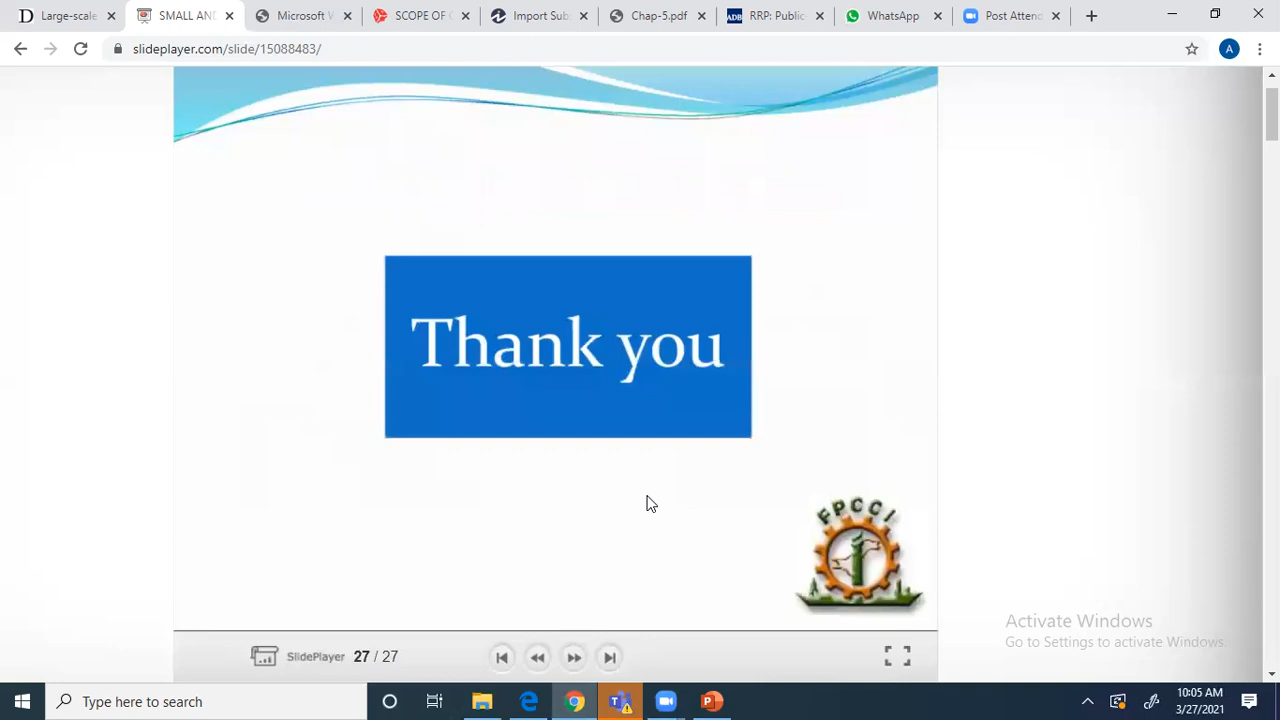 Large-scale
SMALL AND
Microsoft W
SCOPE OF C
Import Sub
Chap-5.pdf
ADB
RRP: Public
WhatsApp
Post Attend
slideplayer.com/slide/15088483/
A
Thank you
FPCCI
Activate Windows
Go to Settings to activate Windows.
SlidePlayer 27 / 27
Type here to search
10:05 AM
3/27/2021